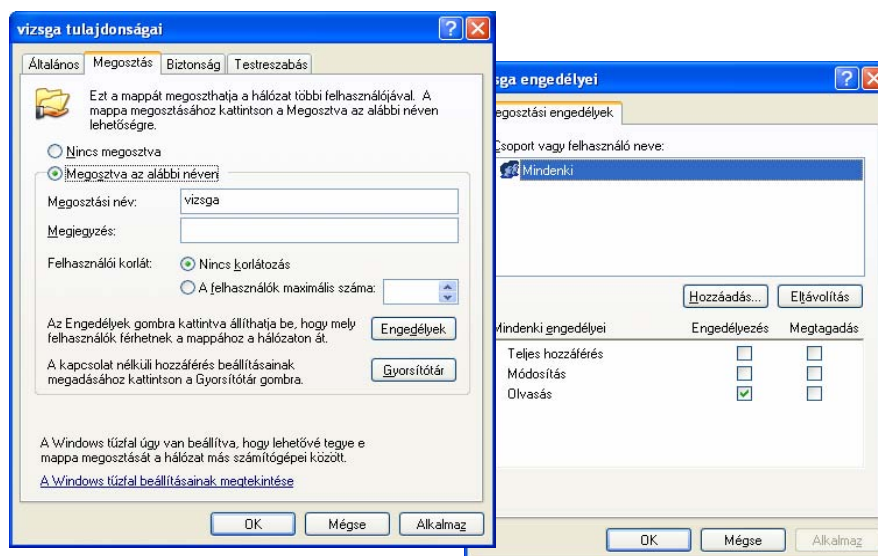 vizsga tulajdonságai
Általános Megosztás Biztonság Testreszabás
Ezt a mappát megoszthatja a hálózat többi felhasználójával. A
mappa megosztásához kattintson a Megosztva az alábbi néven
lehetőségre.
Nincs megosztva
Megosztva az alábbi néven
Megosztási név: vizsga
Megjegyzés:
Felhasználói korlát: Nincs korlátozás
A felhasználók maximális száma:
Az Engedélyek gombra kattintva állíthatja be, hogy mely
felhasználók férhetnek a mappához a hálózaton át.
Engedélyek
A kapcsolat nélküli hozzáférés beállításainak
megadásához kattintson a Gyorsítótár gombra.
Gyorsítótár
A Windows tűzfal úgy van beállítva, hogy lehetővé tegye e
mappa megosztását a hálózat más számítógépei között.
A Windows tűzfal beállításainak megtekintése
OK Mégse Alkalmaz
sga engedélyei
egosztási engedélyek
Csoport vagy felhasználó neve:
Mindenki
Hozzáadás... Eltávolítás
Mindenki engedélyei Engedélyezés Megtagadás
Teljes hozzáférés
Módosítás
Olvasás
OK Mégse Alkalmaz